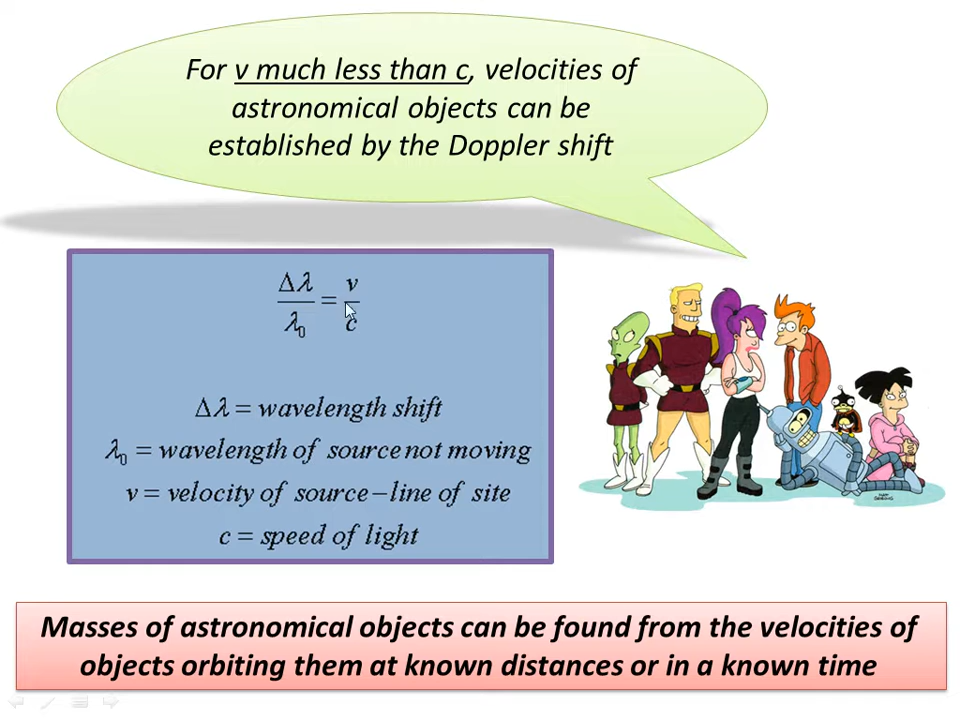 For v much less than c, velocities of
astronomical objects can be
established by the Doppler shift
Δλ / λ₀ = v / c
Δλ = wavelength shift
λ₀ = wavelength of source not moving
v = velocity of source – line of site
c = speed of light
Masses of astronomical objects can be found from the velocities of
objects orbiting them at known distances or in a known time